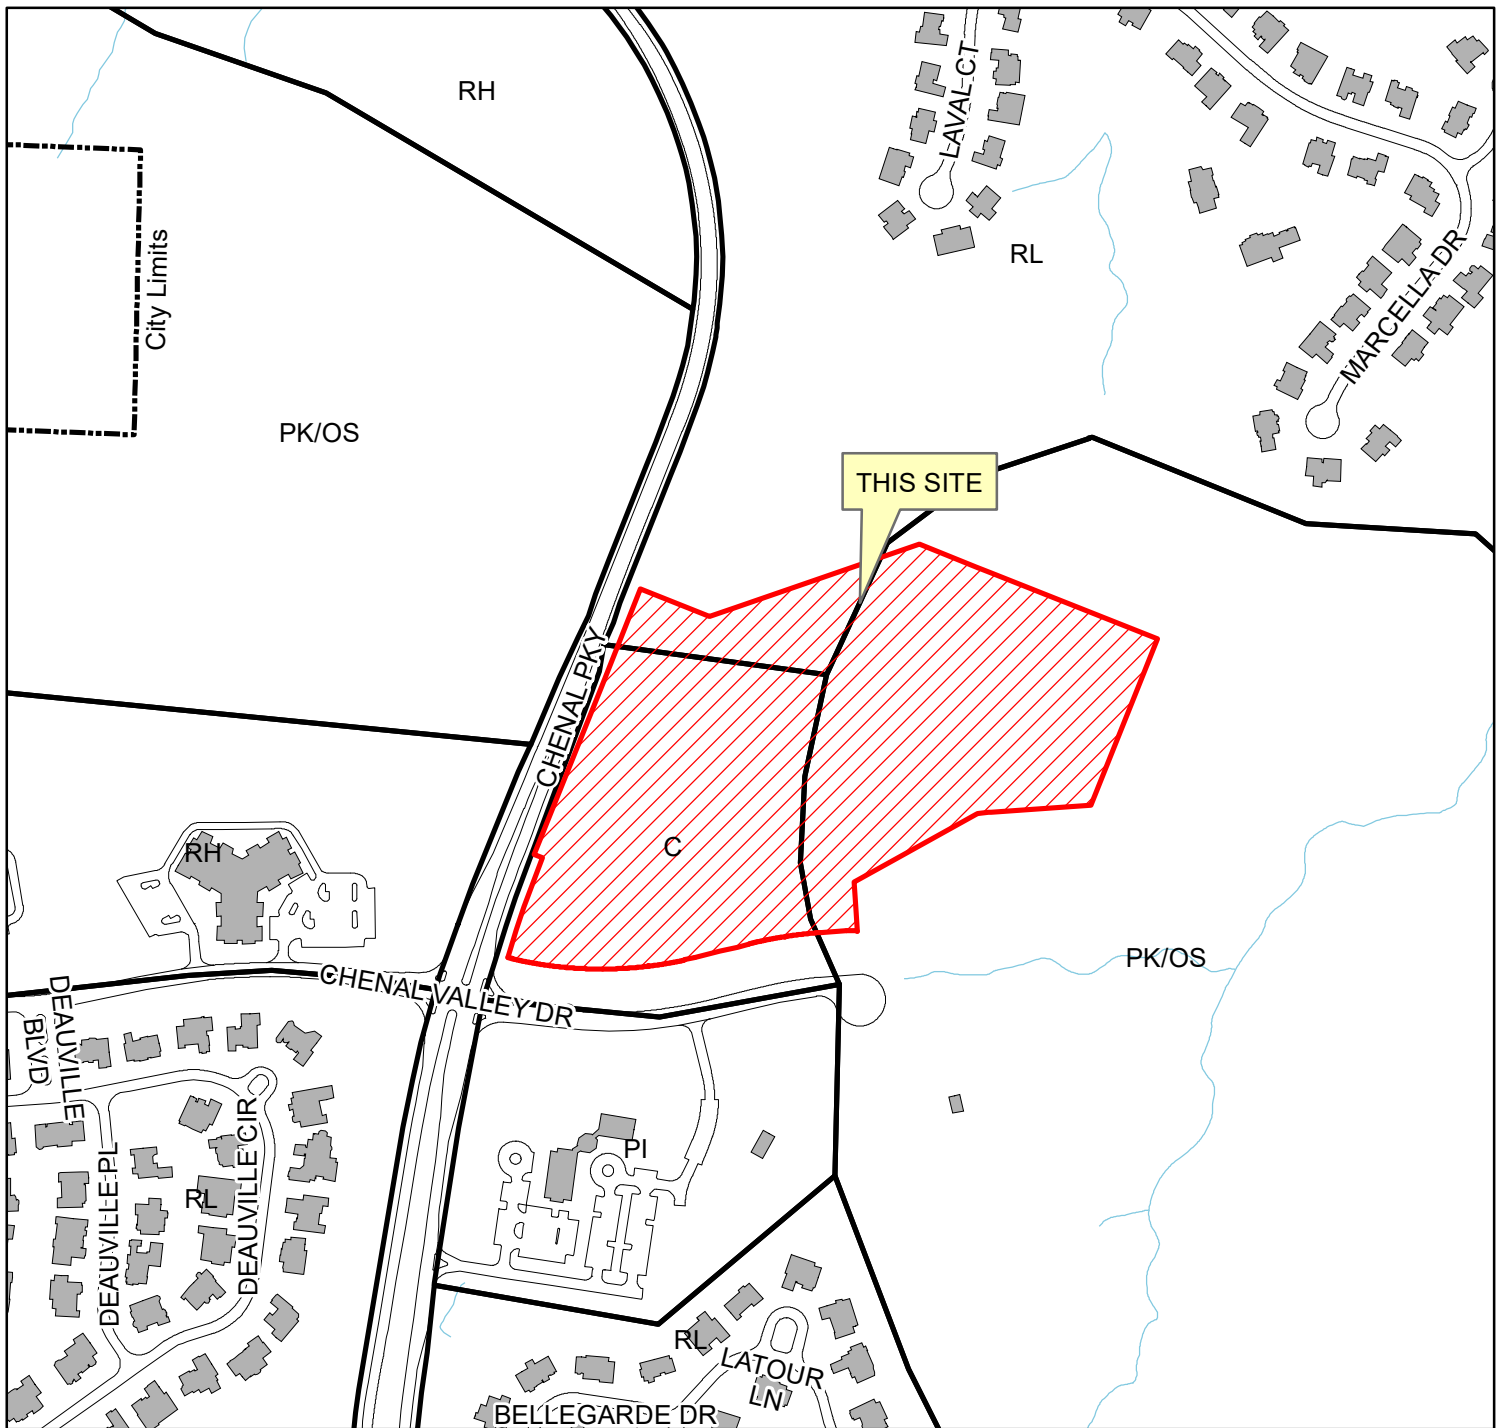 RH
LAVAL CT
RL
City Limits
MARCELLA DR
PK/OS
THIS SITE
CHENAL PKY
C
RH
PK/OS
CHENAL VALLEY DR
DEAUVILLE
BLVD
DEAUVILLE PL
DEAUVILLE CIR
RL
PI
RL
LATOUR
LN
BELLEGARDE DR